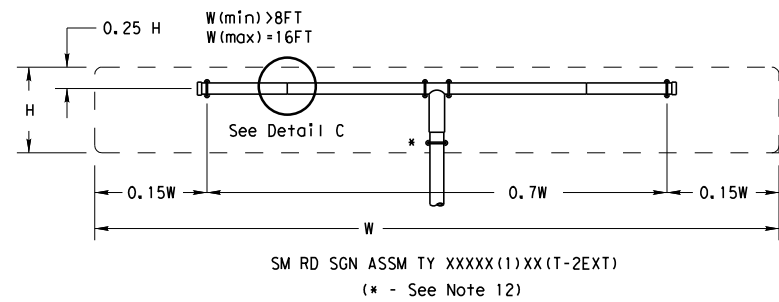 W(min) >8FT
0.25 H
W(max) =16FT
H
See Detail C
*
0.15W
0.7W
0.15W
W
SM RD SGN ASSM TY XXXXX(1)XX(T-2EXT)
(* - See Note 12)